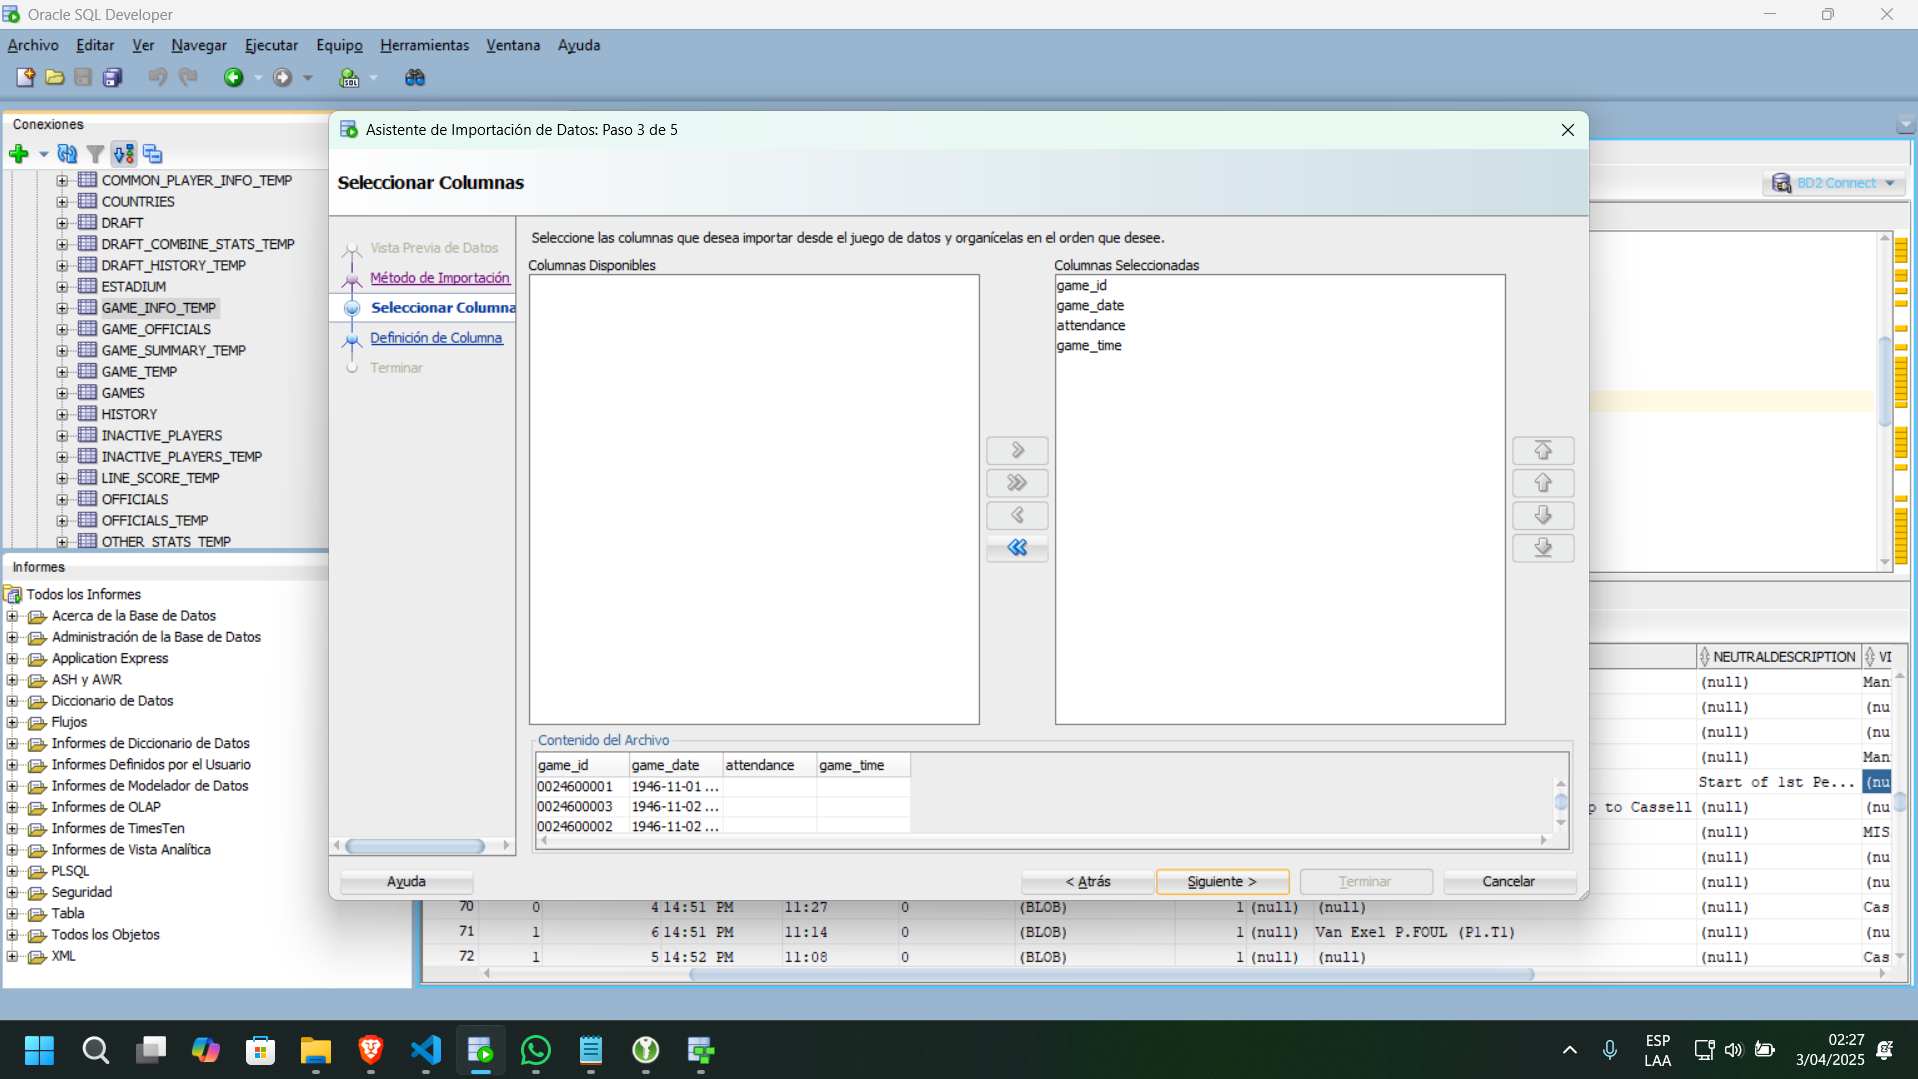 Oracle SQL Developer
Archivo Editar Ver Navegar Ejecutar Equipo Herramientas Ventana Ayuda
Conexiones
COMMON_PLAYER_INFO_TEMP
COUNTRIES
DRAFT
DRAFT_COMBINE_STATS_TEMP
DRAFT_HISTORY_TEMP
ESTADIUM
GAME_INFO_TEMP
GAME_OFFICIALS
GAME_SUMMARY_TEMP
GAME_TEMP
GAMES
HISTORY
INACTIVE_PLAYERS
INACTIVE_PLAYERS_TEMP
LINE_SCORE_TEMP
OFFICIALS
OFFICIALS_TEMP
OTHER_STATS_TEMP
Informes
Todos los Informes
Acerca de la Base de Datos
Administración de la Base de Datos
Application Express
ASH y AWR
Diccionario de Datos
Flujos
Informes de Diccionario de Datos
Informes Definidos por el Usuario
Informes de Modelador de Datos
Informes de OLAP
Informes de TimesTen
Informes de Vista Analítica
PLSQL
Seguridad
Tabla
Todos los Objetos
XML
Asistente de Importación de Datos: Paso 3 de 5
Seleccionar Columnas
Vista Previa de Datos
Método de Importación
Seleccionar Columna
Definición de Columna
Terminar
Seleccione las columnas que desea importar desde el juego de datos y organícelas en el orden que desee.
Columnas Disponibles
Columnas Seleccionadas
game_id
game_date
attendance
game_time
Contenido del Archivo
game_id game_date attendance game_time
0024600001 1946-11-01 ...
0024600003 1946-11-02 ...
0024600002 1946-11-02 ...
Ayuda < Atrás Siguiente > Terminar Cancelar
BD2 Connect
NEUTRALDESCRIPTION VI
(null) Man
(null) (nu
(null) (nu
(null) Man
Start of 1st Pe... (nu
p to Cassell (null) (nu
(null) MIS
(null) (nu
(null) (nu
70 0 4 14:51 PM 11:27 0 (BLOB) 1 (null) (null) (null) Cas
71 1 6 14:51 PM 11:14 0 (BLOB) 1 (null) Van Exel P.FOUL (P1.T1) (null) (nu
72 1 5 14:52 PM 11:08 0 (BLOB) 1 (null) (null) (null) Cas
SQL
ESP
LAA
02:27
3/04/2025